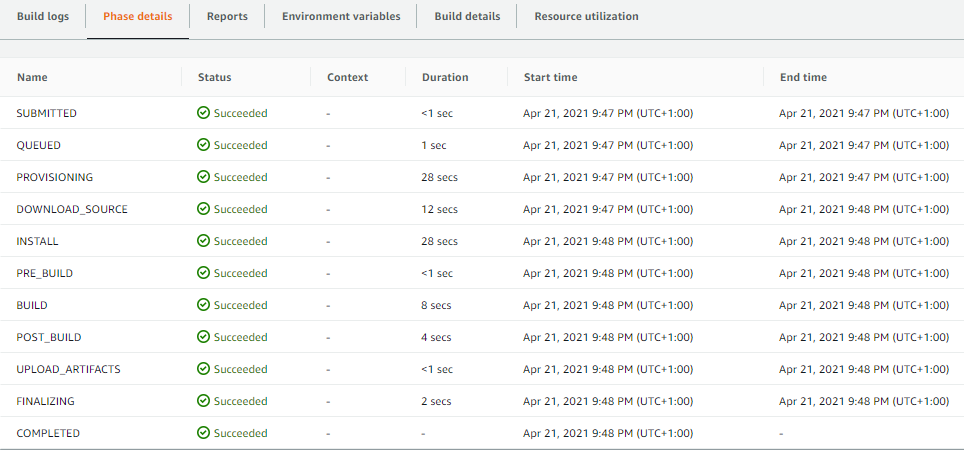 Build logs Phase details Reports Environment variables Build details Resource utilization
Name Status Context Duration Start time End time
SUBMITTED Succeeded - <1 sec Apr 21, 2021 9:47 PM (UTC+1:00) Apr 21, 2021 9:47 PM (UTC+1:00)
QUEUED Succeeded - 1 sec Apr 21, 2021 9:47 PM (UTC+1:00) Apr 21, 2021 9:47 PM (UTC+1:00)
PROVISIONING Succeeded - 28 secs Apr 21, 2021 9:47 PM (UTC+1:00) Apr 21, 2021 9:47 PM (UTC+1:00)
DOWNLOAD_SOURCE Succeeded - 12 secs Apr 21, 2021 9:47 PM (UTC+1:00) Apr 21, 2021 9:47 PM (UTC+1:00)
INSTALL Succeeded - 28 secs Apr 21, 2021 9:48 PM (UTC+1:00) Apr 21, 2021 9:48 PM (UTC+1:00)
PRE_BUILD Succeeded - <1 sec Apr 21, 2021 9:48 PM (UTC+1:00) Apr 21, 2021 9:48 PM (UTC+1:00)
BUILD Succeeded - 8 secs Apr 21, 2021 9:48 PM (UTC+1:00) Apr 21, 2021 9:48 PM (UTC+1:00)
POST_BUILD Succeeded - 4 secs Apr 21, 2021 9:48 PM (UTC+1:00) Apr 21, 2021 9:48 PM (UTC+1:00)
UPLOAD_ARTIFACTS Succeeded - <1 sec Apr 21, 2021 9:48 PM (UTC+1:00) Apr 21, 2021 9:48 PM (UTC+1:00)
FINALIZING Succeeded - 2 secs Apr 21, 2021 9:48 PM (UTC+1:00) Apr 21, 2021 9:48 PM (UTC+1:00)
COMPLETED Succeeded - - Apr 21, 2021 9:48 PM (UTC+1:00) -